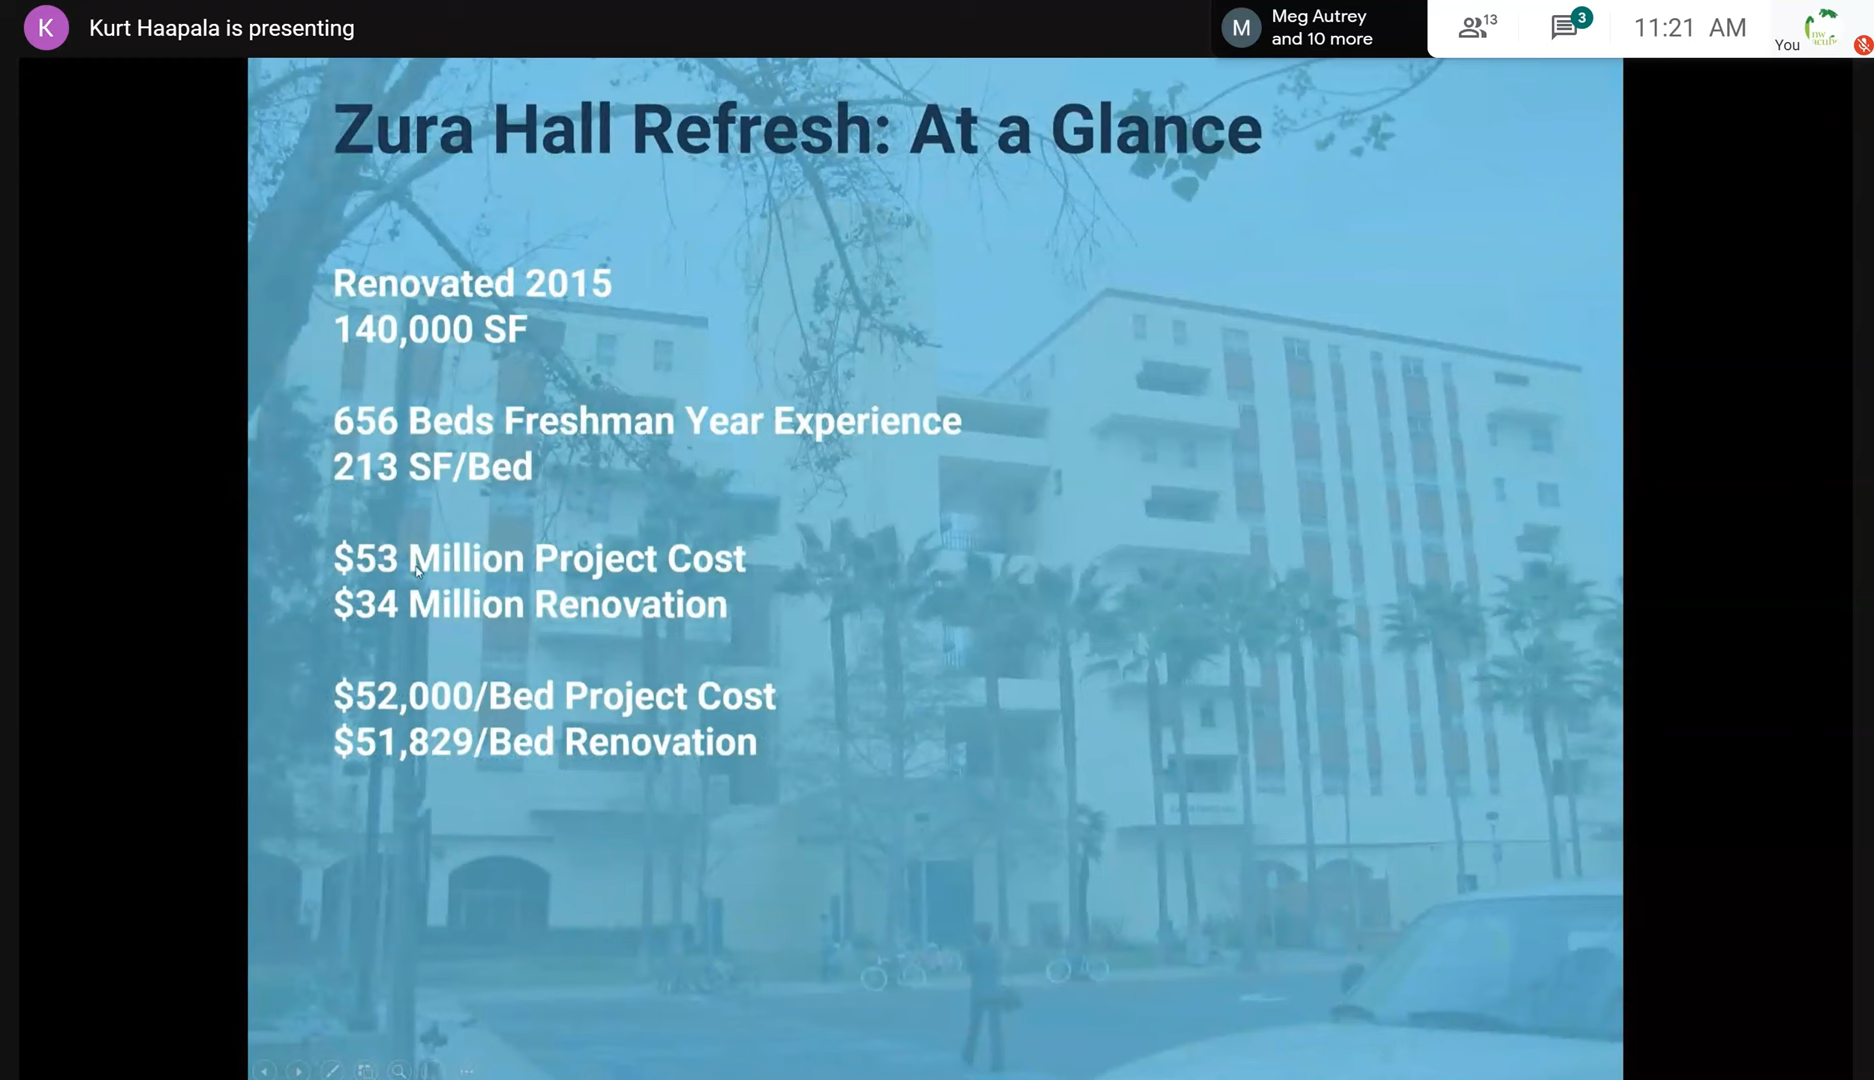 K
Kurt Haapala is presenting
M
Meg Autrey
and 10 more
13
3
11:21 AM
You
nw
Zura Hall Refresh: At a Glance
Renovated 2015
140,000 SF
656 Beds Freshman Year Experience
213 SF/Bed
$53 Million Project Cost
$34 Million Renovation
$52,000/Bed Project Cost
$51,829/Bed Renovation